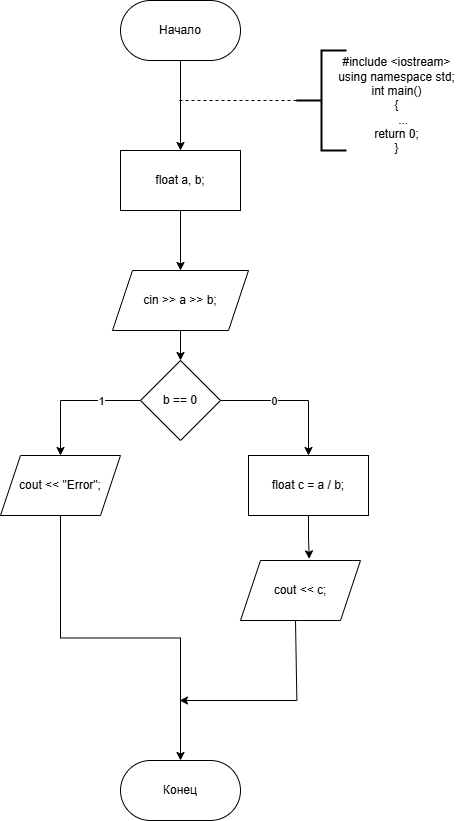 Начало
#include <iostream>
using namespace std;
int main()
{
...
return 0;
}
float a, b;
cin >> a >> b;
b == 0
1
0
cout << "Error";
float c = a / b;
cout << c;
Конец